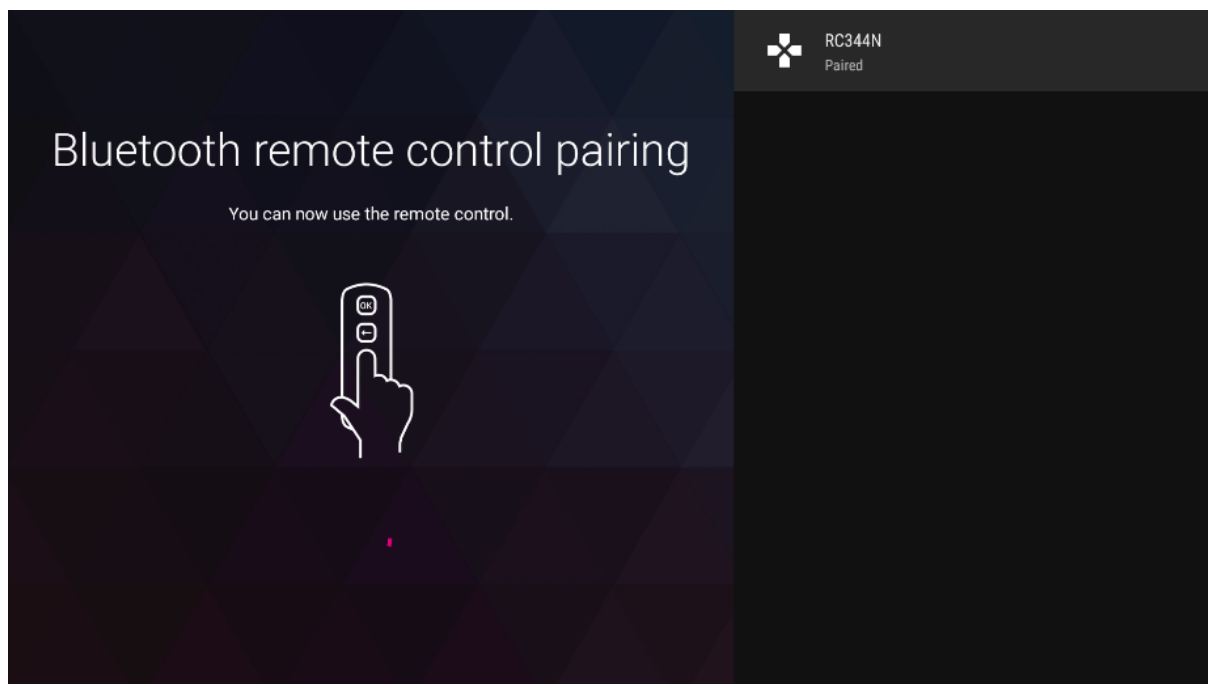 Bluetooth remote control pairing
You can now use the remote control.
OK
RC344N
Paired